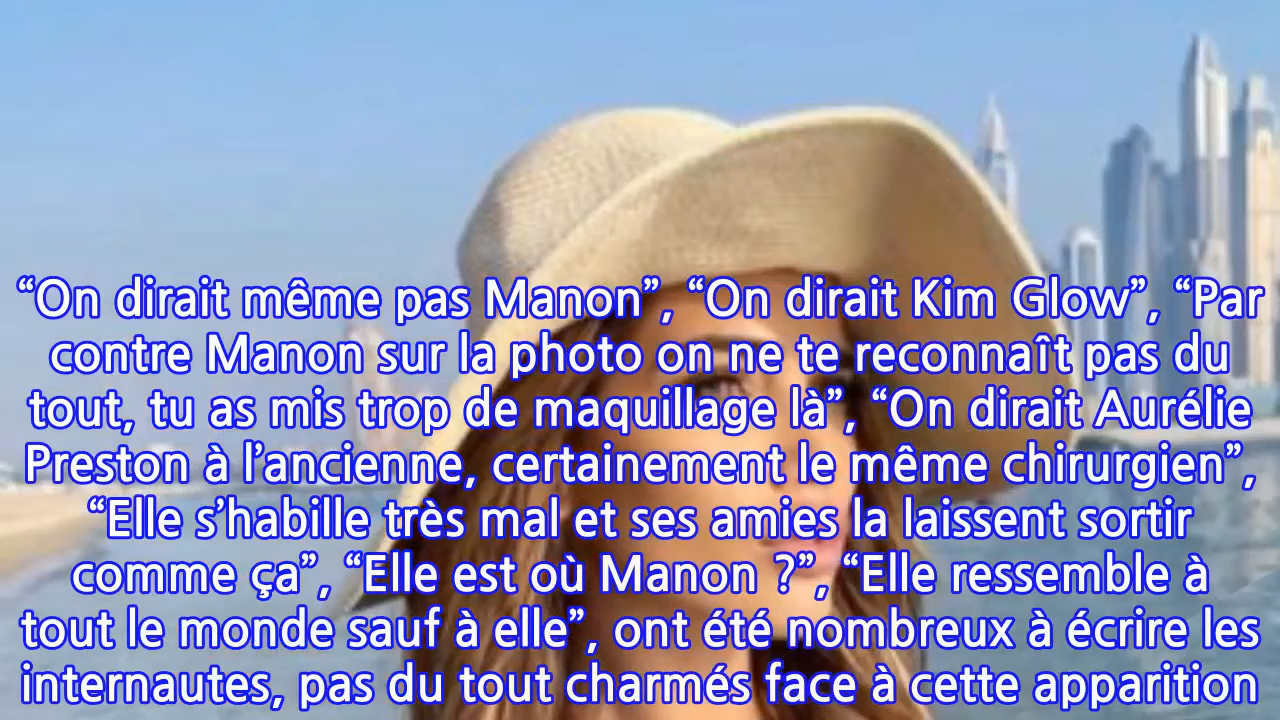 “On dirait même pas Manon”, “On dirait Kim Glow”, “Par
contre Manon sur la photo on ne te reconnaît pas du
tout, tu as mis trop de maquillage là”, “On dirait Aurélie
Preston à l’ancienne, certainement le même chirurgien”,
“Elle s’habille très mal et ses amies la laissent sortir
comme ça”, “Elle est où Manon ?”, “Elle ressemble à
tout le monde sauf à elle”, ont été nombreux à écrire les
internautes, pas du tout charmés face à cette apparition